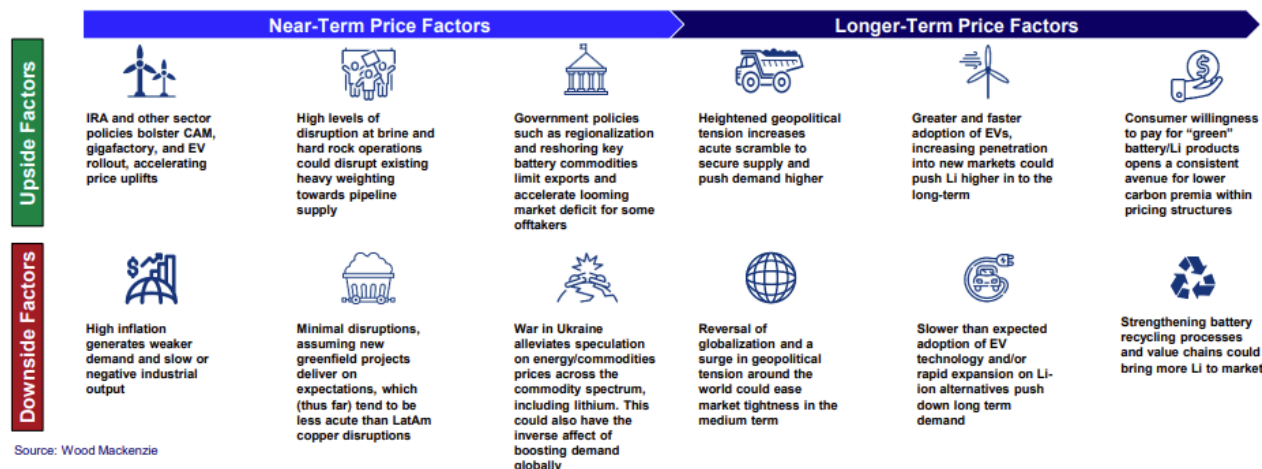 Near-Term Price Factors
Longer-Term Price Factors
Upside Factors
IRA and other sector
policies bolster CAM,
gigafactory, and EV
rollout, accelerating
price uplifts
High levels of
disruption at brine and
hard rock operations
could disrupt existing
heavy weighting
towards pipeline
supply
Government policies
such as regionalization
and reshoring key
battery commodities
limit exports and
accelerate looming
market deficit for some
offtakers
Heightened geopolitical
tension increases
acute scramble to
secure supply and
push demand higher
Greater and faster
adoption of EVs,
increasing penetration
into new markets could
push Li higher in to the
long-term
Consumer willingness
to pay for “green”
battery/Li products
opens a consistent
avenue for lower
carbon premia within
pricing structures
Downside Factors
High inflation
generates weaker
demand and slow or
negative industrial
output
Minimal disruptions,
assuming new
greenfield projects
deliver on
expectations, which
(thus far) tend to be
less acute than LatAm
copper disruptions
War in Ukraine
alleviates speculation
on energy/commodities
prices across the
commodity spectrum,
including lithium. This
could also have the
inverse affect of
boosting demand
globally
Reversal of
globalization and a
surge in geopolitical
tension around the
world could ease
market tightness in the
medium term
Slower than expected
adoption of EV
technology and/or
rapid expansion on Li-
ion alternatives push
down long term
demand
Strengthening battery
recycling processes
and value chains could
bring more Li to market
Source: Wood Mackenzie